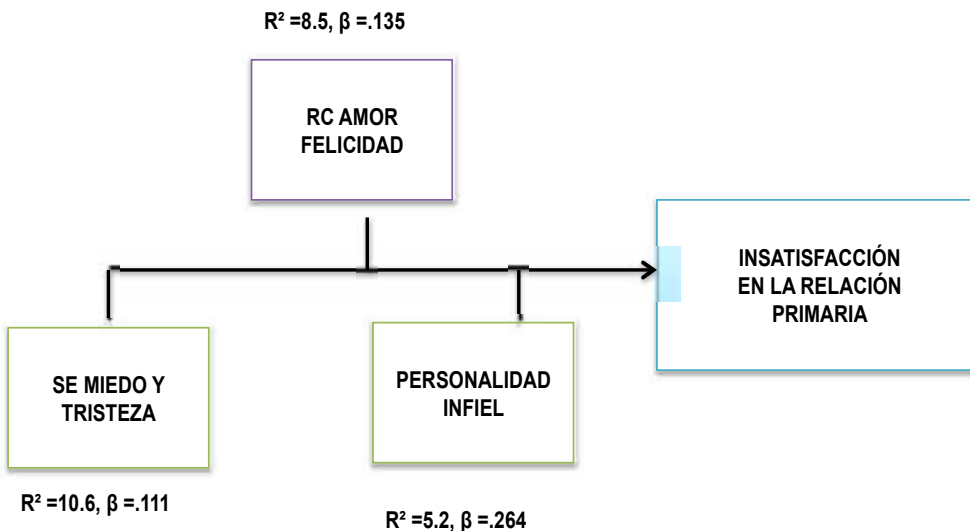 R² =8.5, β =.135
RC AMOR
FELICIDAD
INSATISFACCIÓN
EN LA RELACIÓN
PRIMARIA
SE MIEDO Y
TRISTEZA
PERSONALIDAD
INFIEL
R² =10.6, β =.111
R² =5.2, β =.264